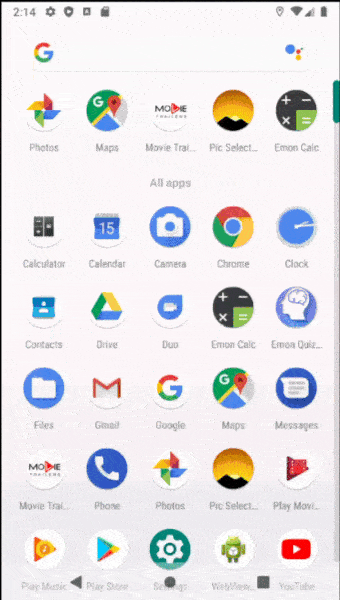 2:14
Photos Maps Movie Trai... Pic Select... Emon Calc
All apps
15
Calculator Calendar Camera Chrome Clock
Contacts Drive Duo Emon Calc Emon Quiz...
Files Gmail Google Maps Messages
MOVIE
Movie Trai... Phone Photos Pic Select... Play Movi...
Play Music Play Store Settings WebView... YouTube